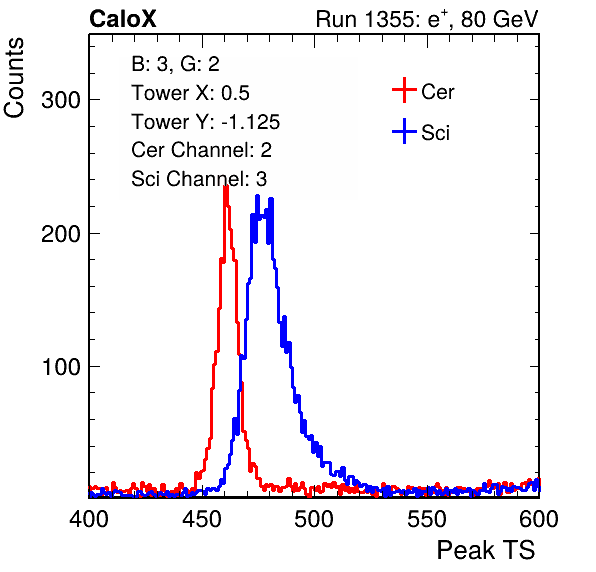 CaloX Run 1355: e⁺, 80 GeV
Counts
B: 3, G: 2
Tower X: 0.5
Tower Y: -1.125
Cer Channel: 2
Sci Channel: 3
Cer
Sci
300
200
100
400 450 500 550 600
Peak TS